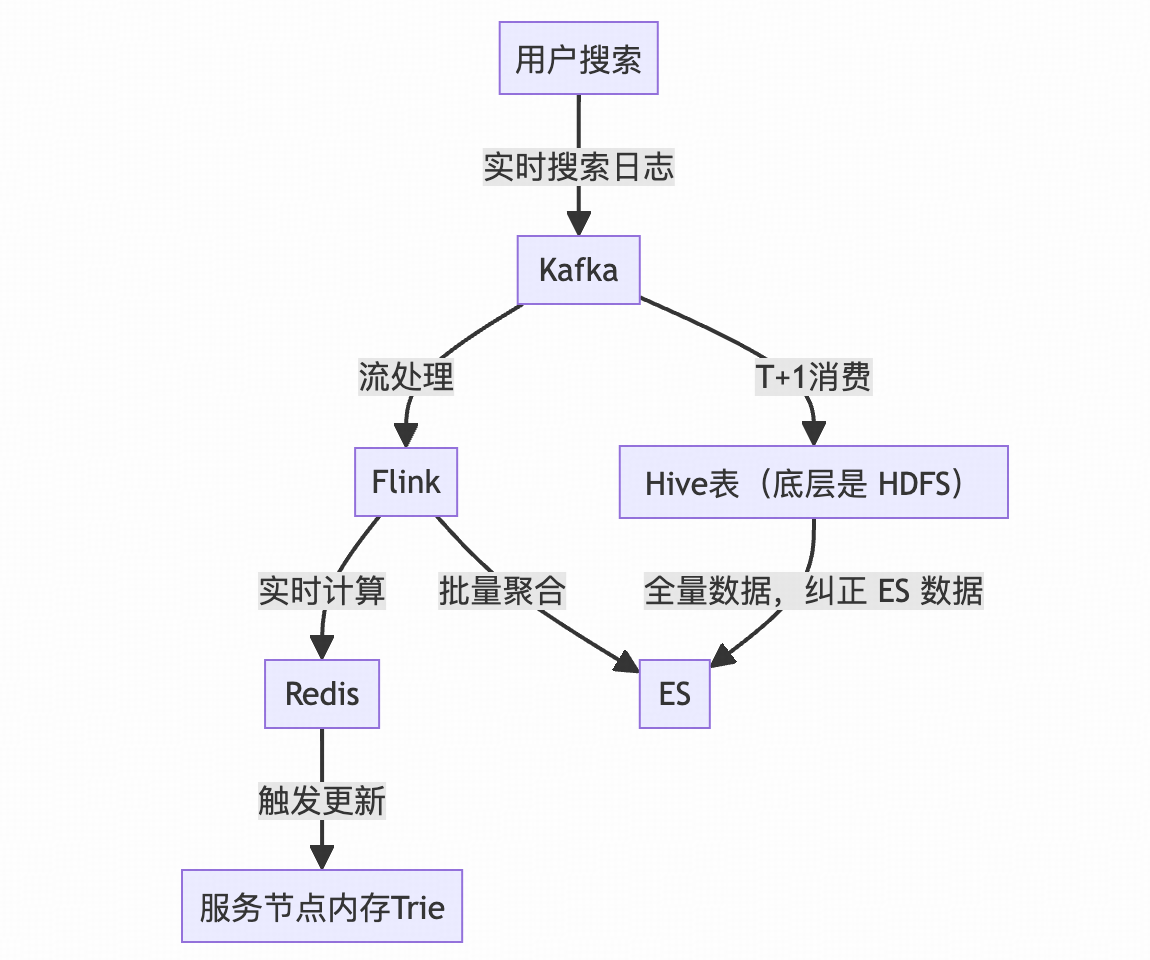 用户搜索
实时搜索日志
Kafka
流处理
T+1消费
Flink
Hive表（底层是 HDFS）
实时计算
批量聚合
全量数据，纠正 ES 数据
Redis
ES
触发更新
服务节点内存Trie